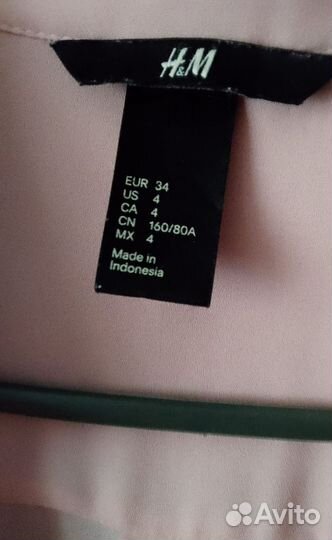 H&M
EUR 34
US 4
CA 4
CN 160/80A
MX 4
Made in
Indonesia
Avito